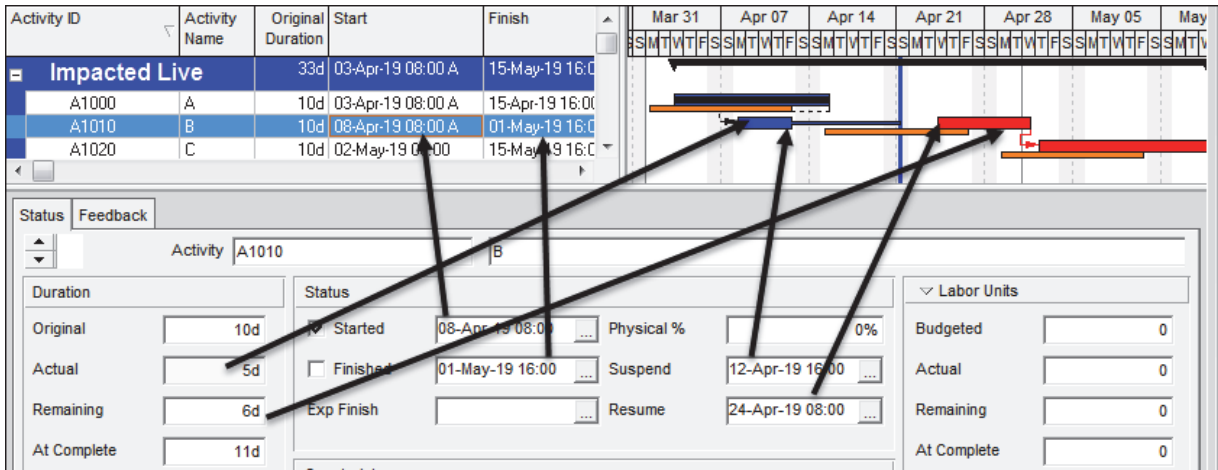 Activity ID Activity Name Original Duration Start Finish Mar 31 Apr 07 Apr 14 Apr 21 Apr 28 May 05 May
S S M T W T F S S M T W T F S S M T W T F S S M T W T F S S M T W T F S S M T W T F S S M T
Impacted Live 33d 03-Apr-19 08:00 A 15-May-19 16:0
A1000 A 10d 03-Apr-19 08:00 A 15-Apr-19 16:00
A1010 B 10d 08-Apr-19 08:00 A 01-May-19 16:0
A1020 C 10d 02-May-19 08:00 15-May-19 16:0
Status Feedback
Activity A1010 B
Duration Status Labor Units
Original 10d Started 08-Apr-19 08:00 ... Physical % 0% Budgeted 0
Actual 5d Finished 01-May-19 16:00 ... Suspend 12-Apr-19 16:00 ... Actual 0
Remaining 6d Exp Finish ... Resume 24-Apr-19 08:00 ... Remaining 0
At Complete 11d At Complete 0